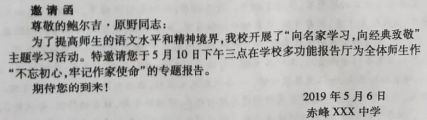 邀请函
尊敬的鲍尔吉·原野同志：
为了提高师生的语文水平和精神境界，我校开展了“向名家学习，向经典致敬”
主题学习活动。特邀请您于5月10日下午三点在学校多功能报告厅为全体师生作
“不忘初心，牢记作家使命”的专题报告。
期待您的到来！
2019年5月6日
赤峰XXX中学